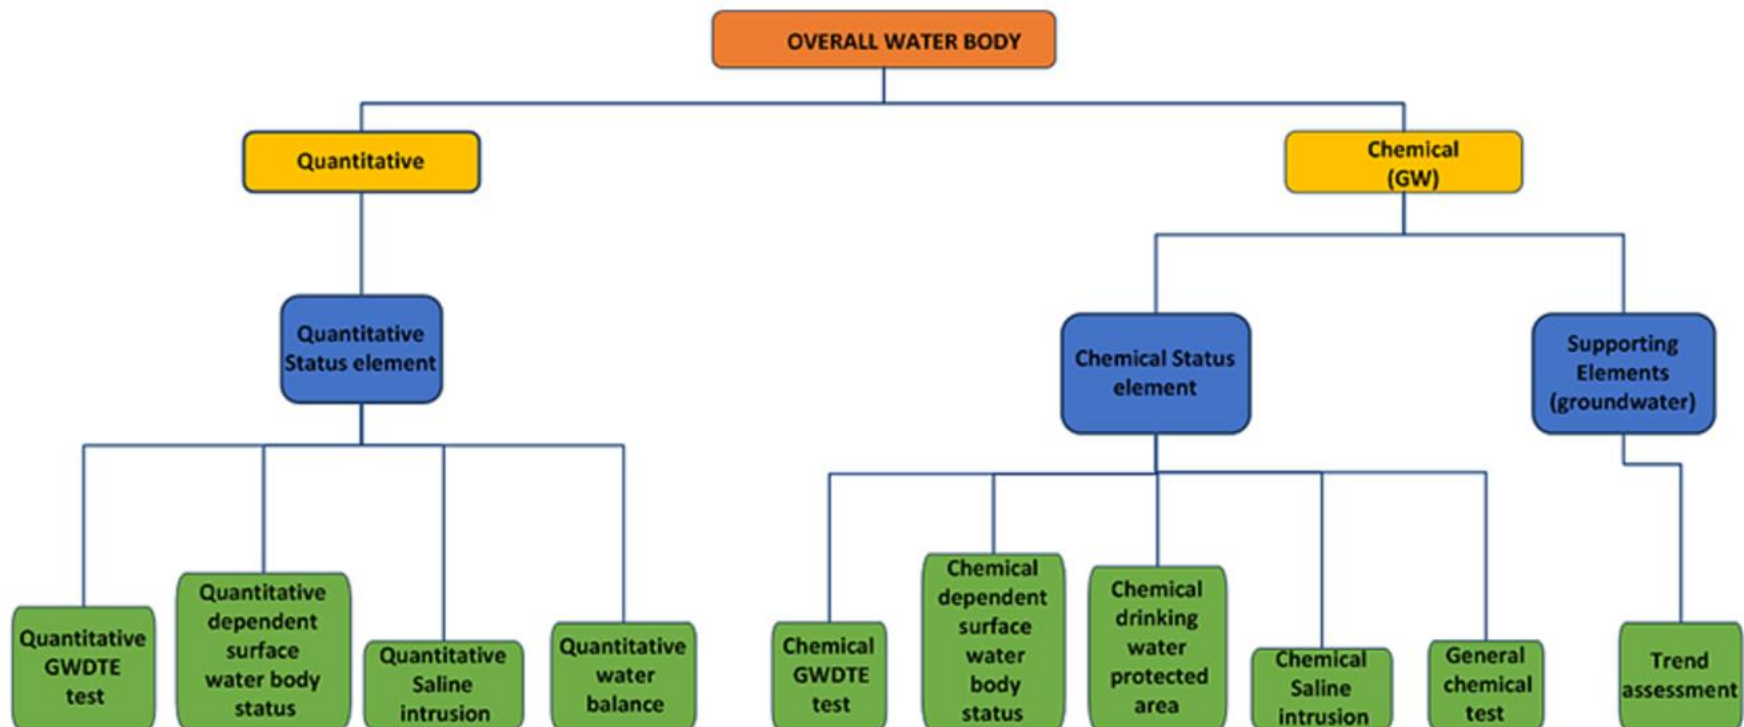 OVERALL WATER BODY
Quantitative
Chemical
(GW)
Quantitative
Status element
Chemical Status
element
Supporting
Elements
(groundwater)
Quantitative
GWDTE
test
Quantitative
dependent
surface
water body
status
Quantitative
Saline
intrusion
Quantitative
water
balance
Chemical
GWDTE
test
Chemical
dependent
surface
water
body
status
Chemical
drinking
water
protected
area
Chemical
Saline
intrusion
General
chemical
test
Trend
assessment